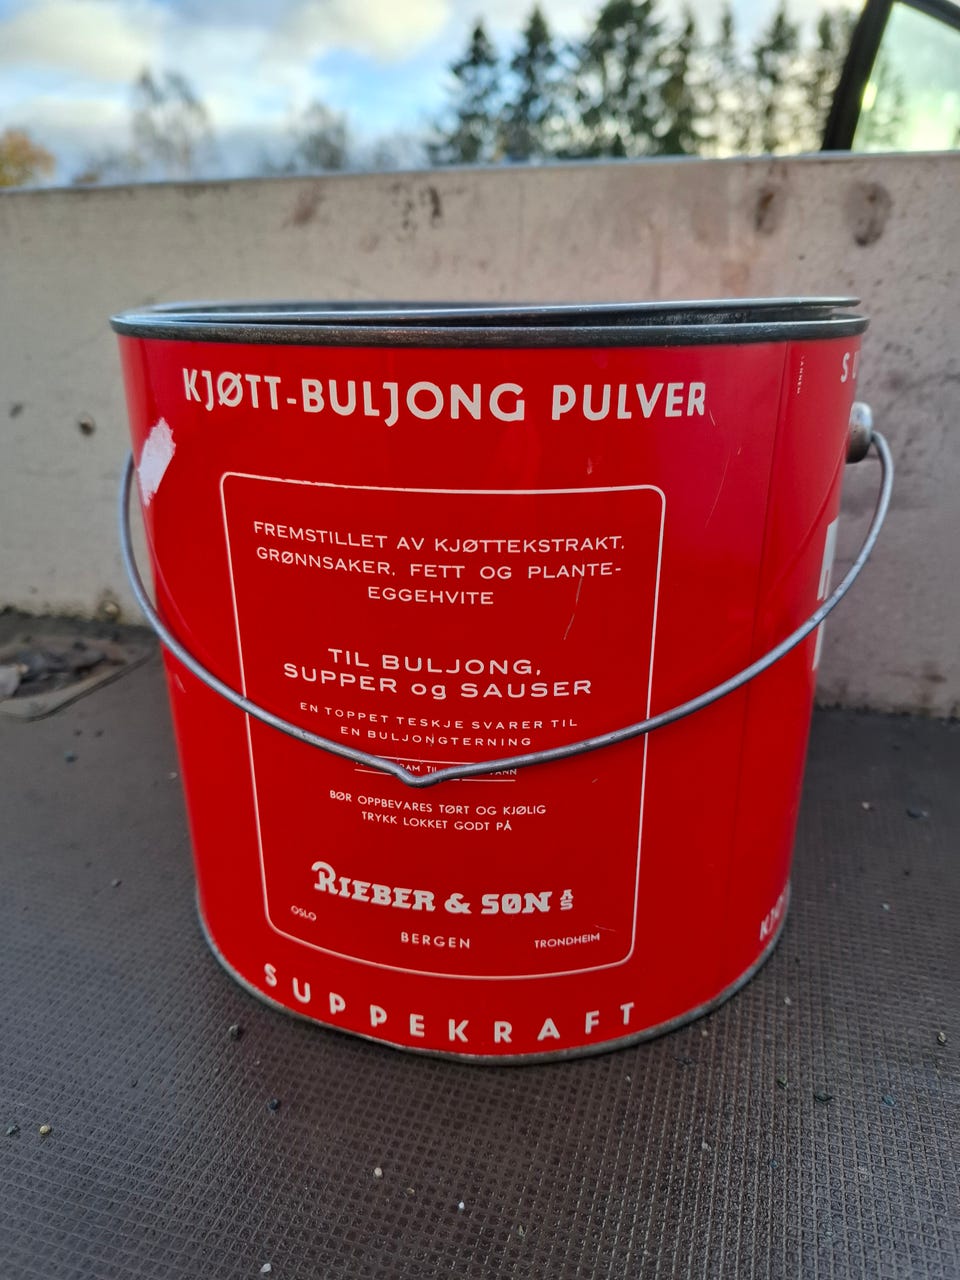 KJØTT-BULJONG PULVER
FREMSTILLET AV KJØTTEKSTRAKT,
GRØNNSAKER, FETT OG PLANTE-
EGGEHVITE
TIL BULJONG,
SUPPER og SAUSER
EN TOPPET TESKJE SVARER TIL
EN BULJONGTERNING
BØR OPPBEVARES TØRT OG KJØLIG
TRYKK LOKKET GODT PÅ
RIEBER & SØN A/S
OSLO
BERGEN
TRONDHEIM
SUPPEKRAFT